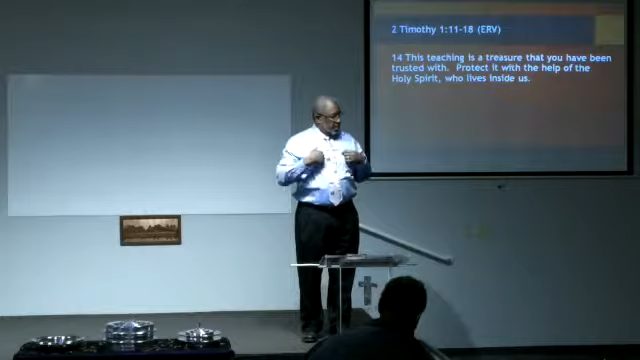 2 Timothy 1:11-18 (ERV)
14 This teaching is a treasure that you have been
trusted with.  Protect it with the help of the
Holy Spirit, who lives inside us.